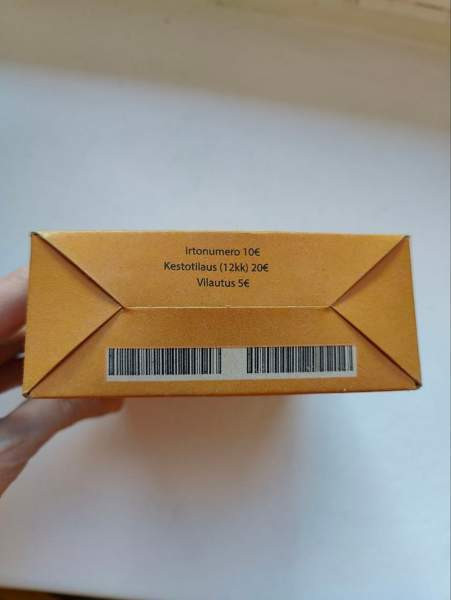 Irtonumero 10€
Kestotilaus (12kk) 20€
Vilautus 5€